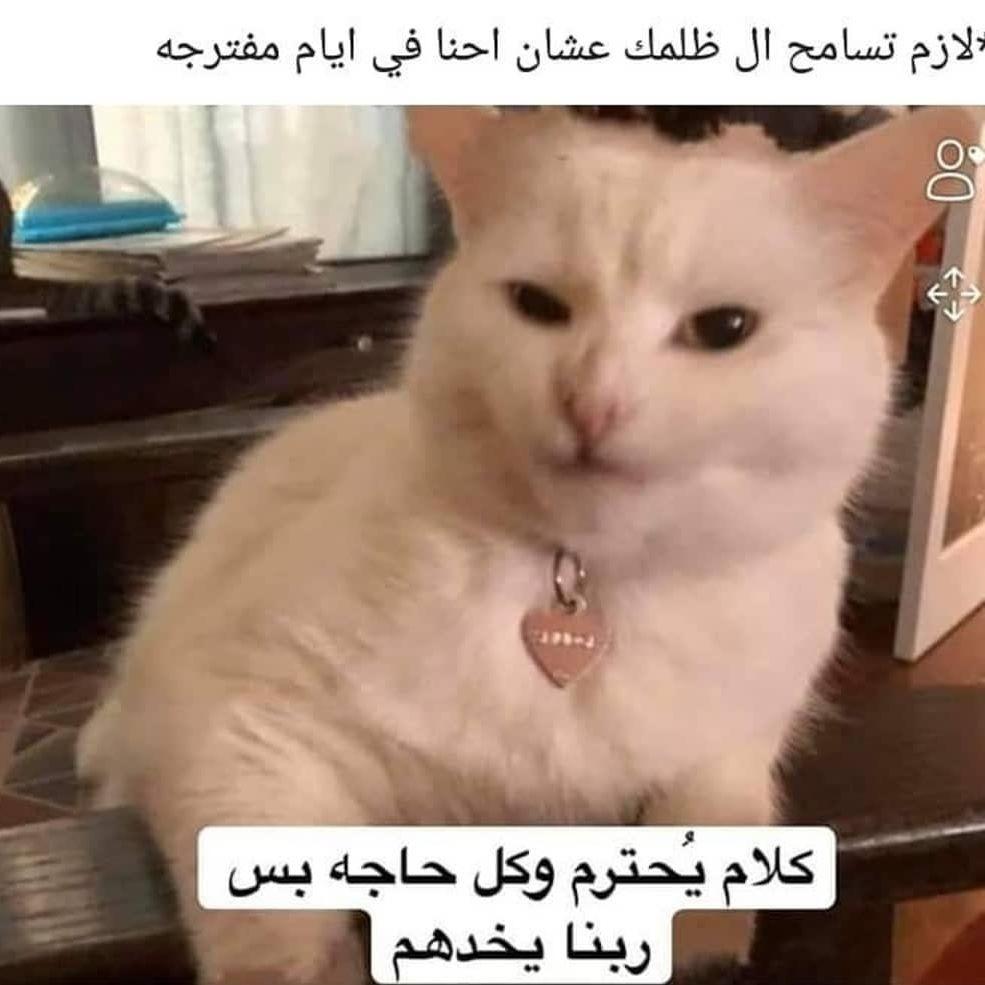 *لازم تسامح ال ظلمك عشان احنا في ايام مفترجه
كلام يُحترم وكل حاجه بس
ربنا يخدهم